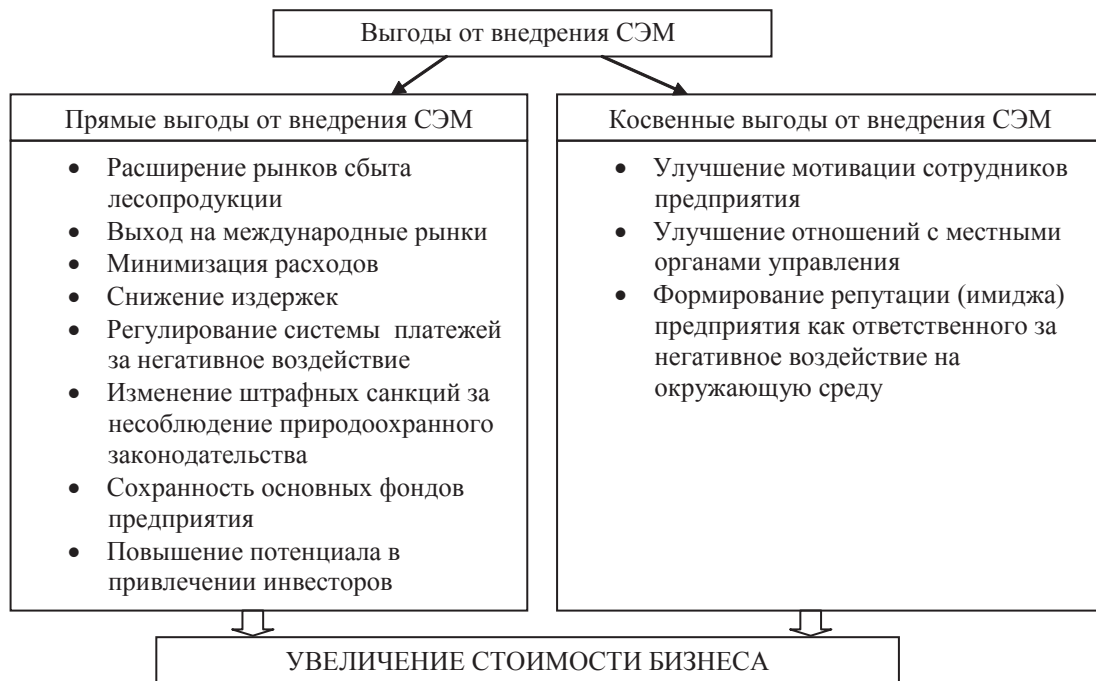 Выгоды от внедрения СЭМ
Прямые выгоды от внедрения СЭМ
• Расширение рынков сбыта
лесопродукции
• Выход на международные рынки
• Минимизация расходов
• Снижение издержек
• Регулирование системы платежей
за негативное воздействие
• Изменение штрафных санкций за
несоблюдение природоохранного
законодательства
• Сохранность основных фондов
предприятия
• Повышение потенциала в
привлечении инвесторов
Косвенные выгоды от внедрения СЭМ
• Улучшение мотивации сотрудников
предприятия
• Улучшение отношений с местными
органами управления
• Формирование репутации (имиджа)
предприятия как ответственного за
негативное воздействие на
окружающую среду
УВЕЛИЧЕНИЕ СТОИМОСТИ БИЗНЕСА